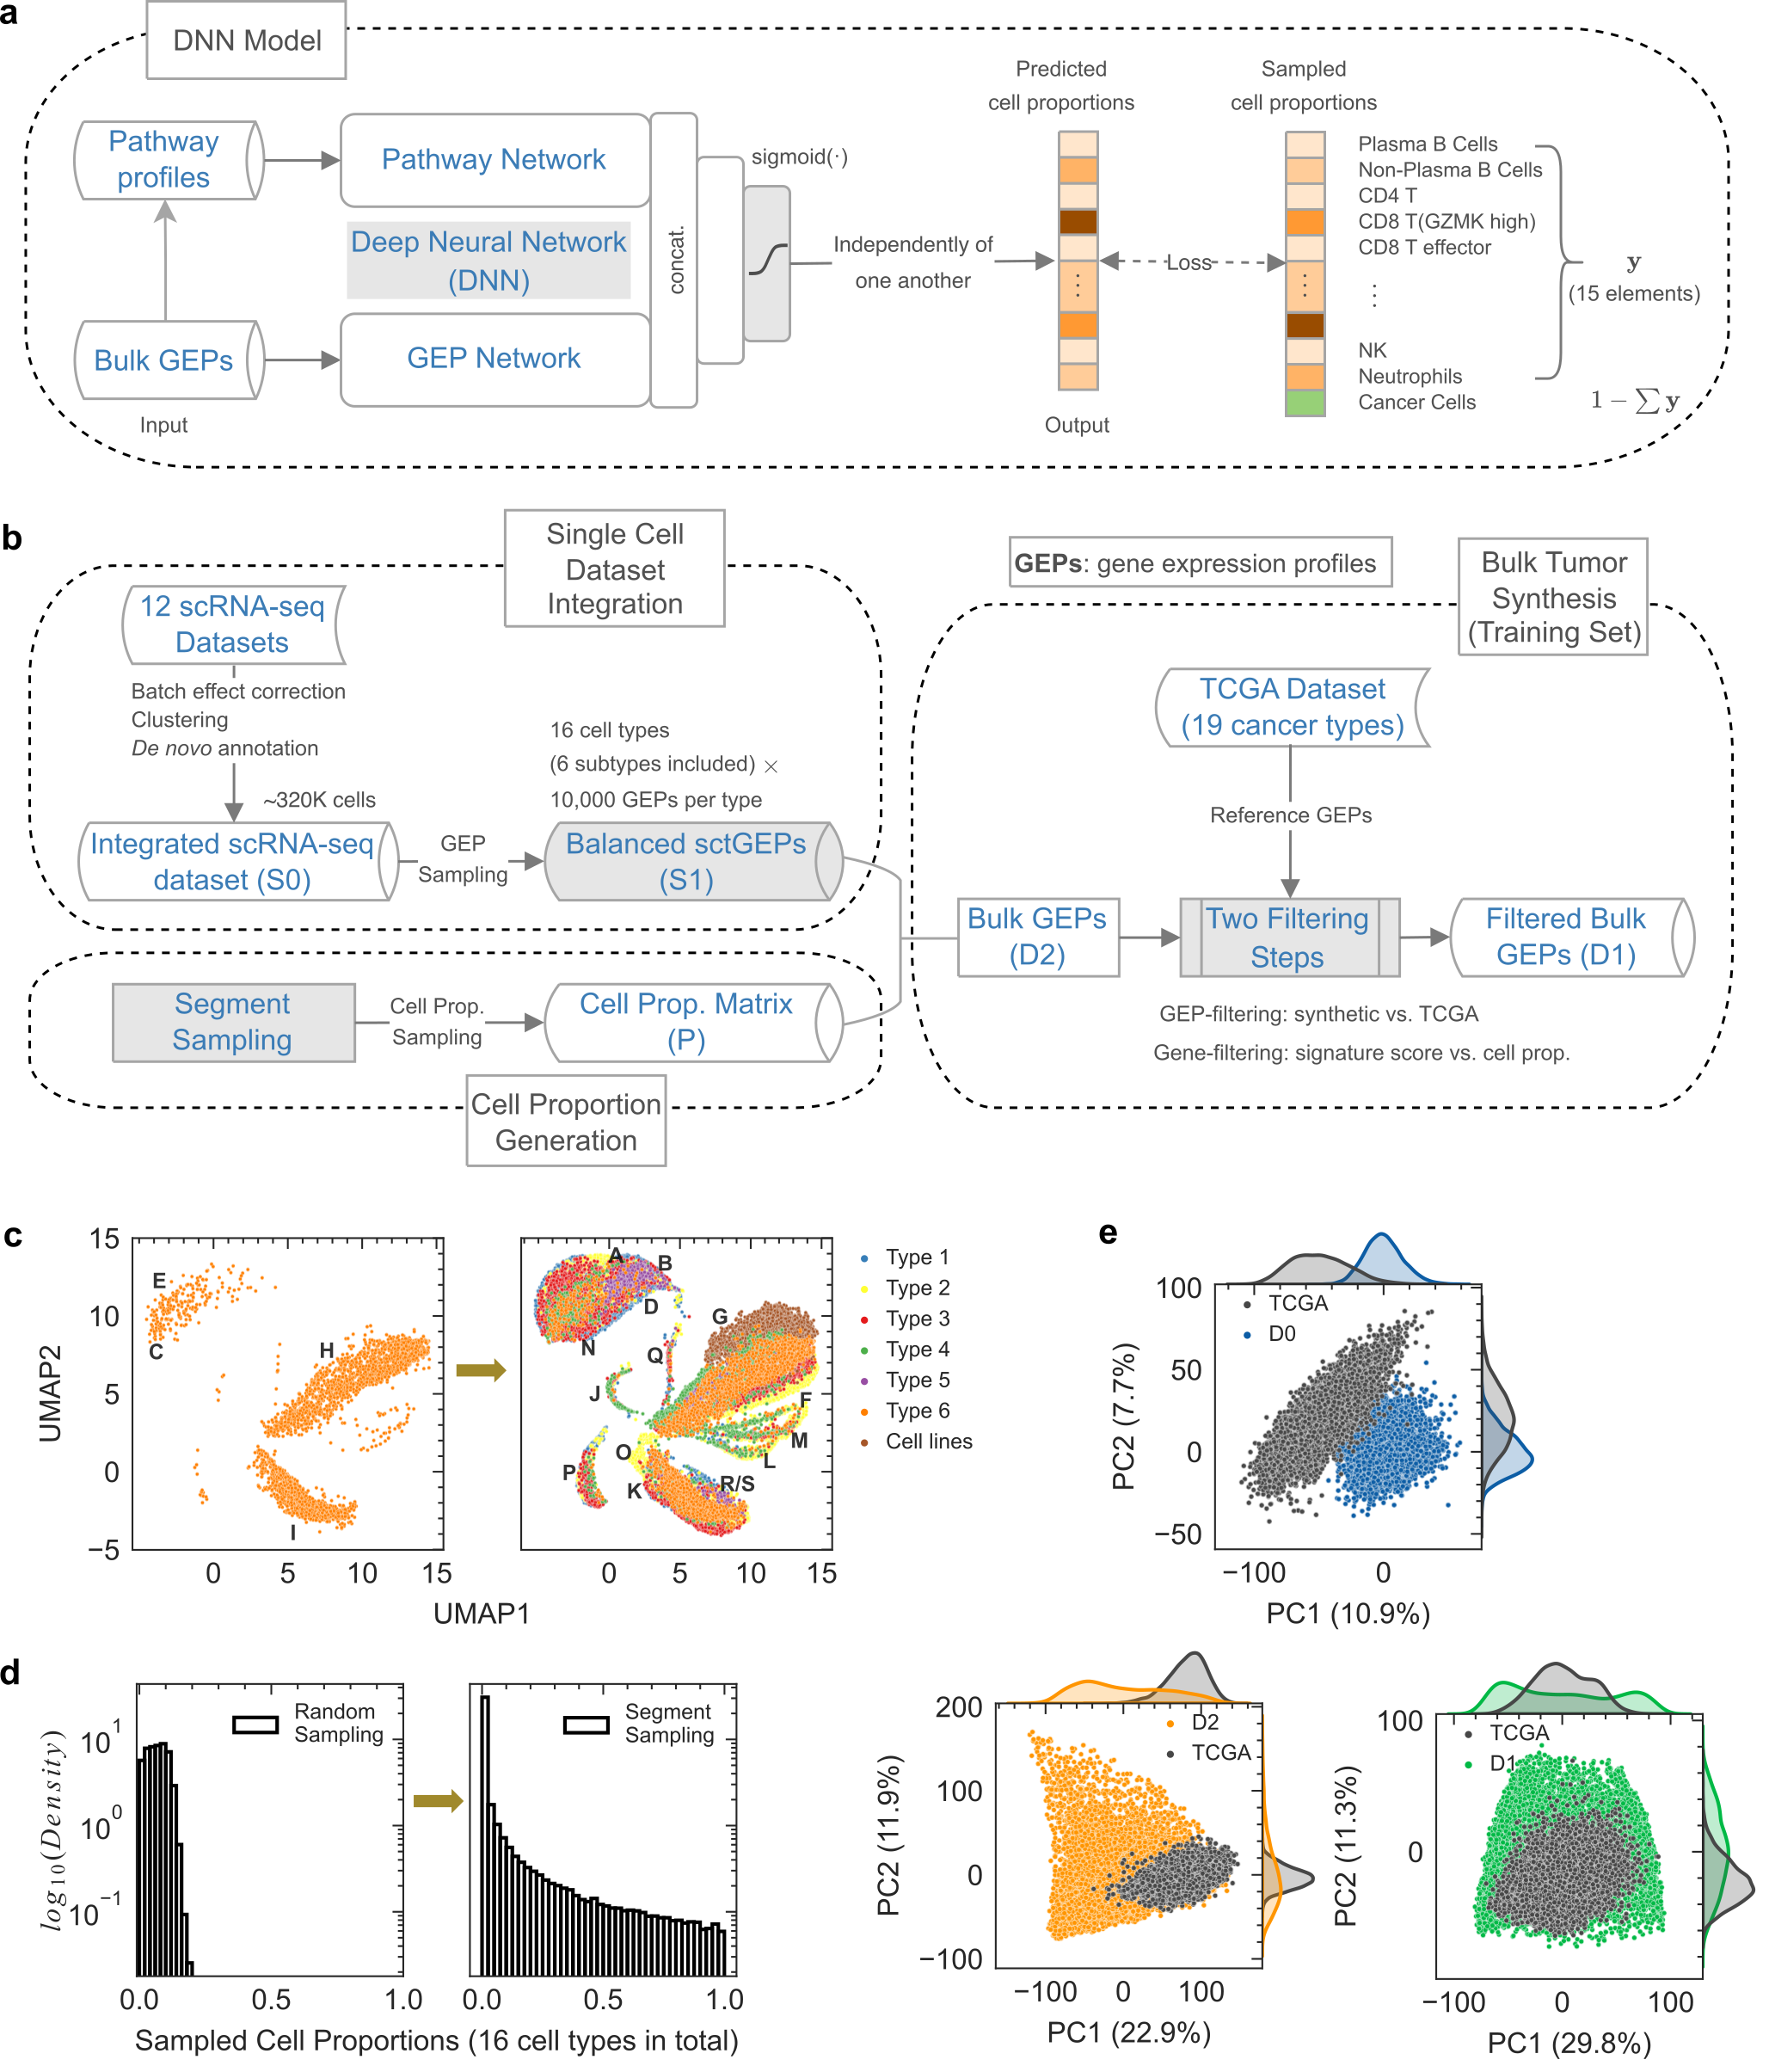 a
DNN Model
Predicted
cell proportions
Sampled
cell proportions
Pathway
profiles
Pathway Network
sigmoid(·)
Deep Neural Network
(DNN)
concat.
Bulk GEPs
GEP Network
Input
Independently of
one another
Loss
Output
Plasma B Cells
Non-Plasma B Cells
CD4 T
CD8 T(GZMK high)
CD8 T effector
⋮
NK
Neutrophils
Cancer Cells
y
(15 elements)
1 − ∑ y
b
Single Cell
Dataset
Integration
12 scRNA-seq
Datasets
Batch effect correction
Clustering
De novo annotation
~320K cells
16 cell types
(6 subtypes included) ×
10,000 GEPs per type
Integrated scRNA-seq
dataset (S0)
GEP
Sampling
Balanced sctGEPs
(S1)
Segment
Sampling
Cell Prop.
Sampling
Cell Prop. Matrix
(P)
Cell Proportion
Generation
GEPs: gene expression profiles
Bulk Tumor
Synthesis
(Training Set)
TCGA Dataset
(19 cancer types)
Reference GEPs
Bulk GEPs
(D2)
Two Filtering
Steps
Filtered Bulk
GEPs (D1)
GEP-filtering: synthetic vs. TCGA
Gene-filtering: signature score vs. cell prop.
c
UMAP2
15
10
5
0
−5
E
C
H
I
0 5 10 15
A
B
D
N
G
Q
J
F
M
L
O
P
K
R/S
0 5 10 15
UMAP1
Type 1
Type 2
Type 3
Type 4
Type 5
Type 6
Cell lines
d
log10(Density)
10^1
10^0
10^−1
Random
Sampling
0.0 0.5 1.0
Segment
Sampling
0.0 0.5 1.0
Sampled Cell Proportions (16 cell types in total)
e
PC2 (7.7%)
100
50
0
−50
TCGA
D0
−100 0
PC1 (10.9%)
PC2 (11.9%)
200
100
0
−100
D2
TCGA
−100 0 100
PC1 (22.9%)
PC2 (11.3%)
100
0
TCGA
D1
−100 0 100
PC1 (29.8%)